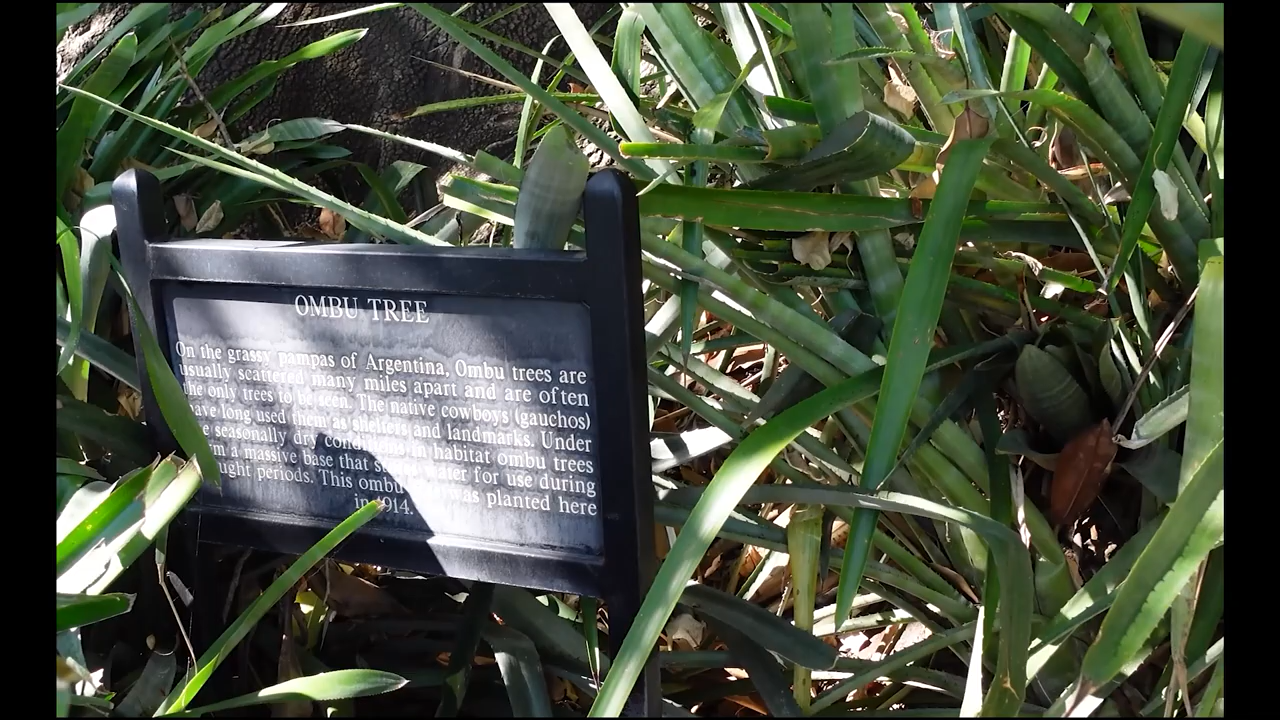 OMBU TREE
On the grassy pampas of Argentina, Ombu trees are
usually scattered many miles apart and are often
the only trees to be seen. The native cowboys (gauchos)
have long used them as shelters and landmarks. Under
seasonally dry conditions in habitat ombu trees
a massive base that water for use during
periods. This ombu was planted here
in 1914.